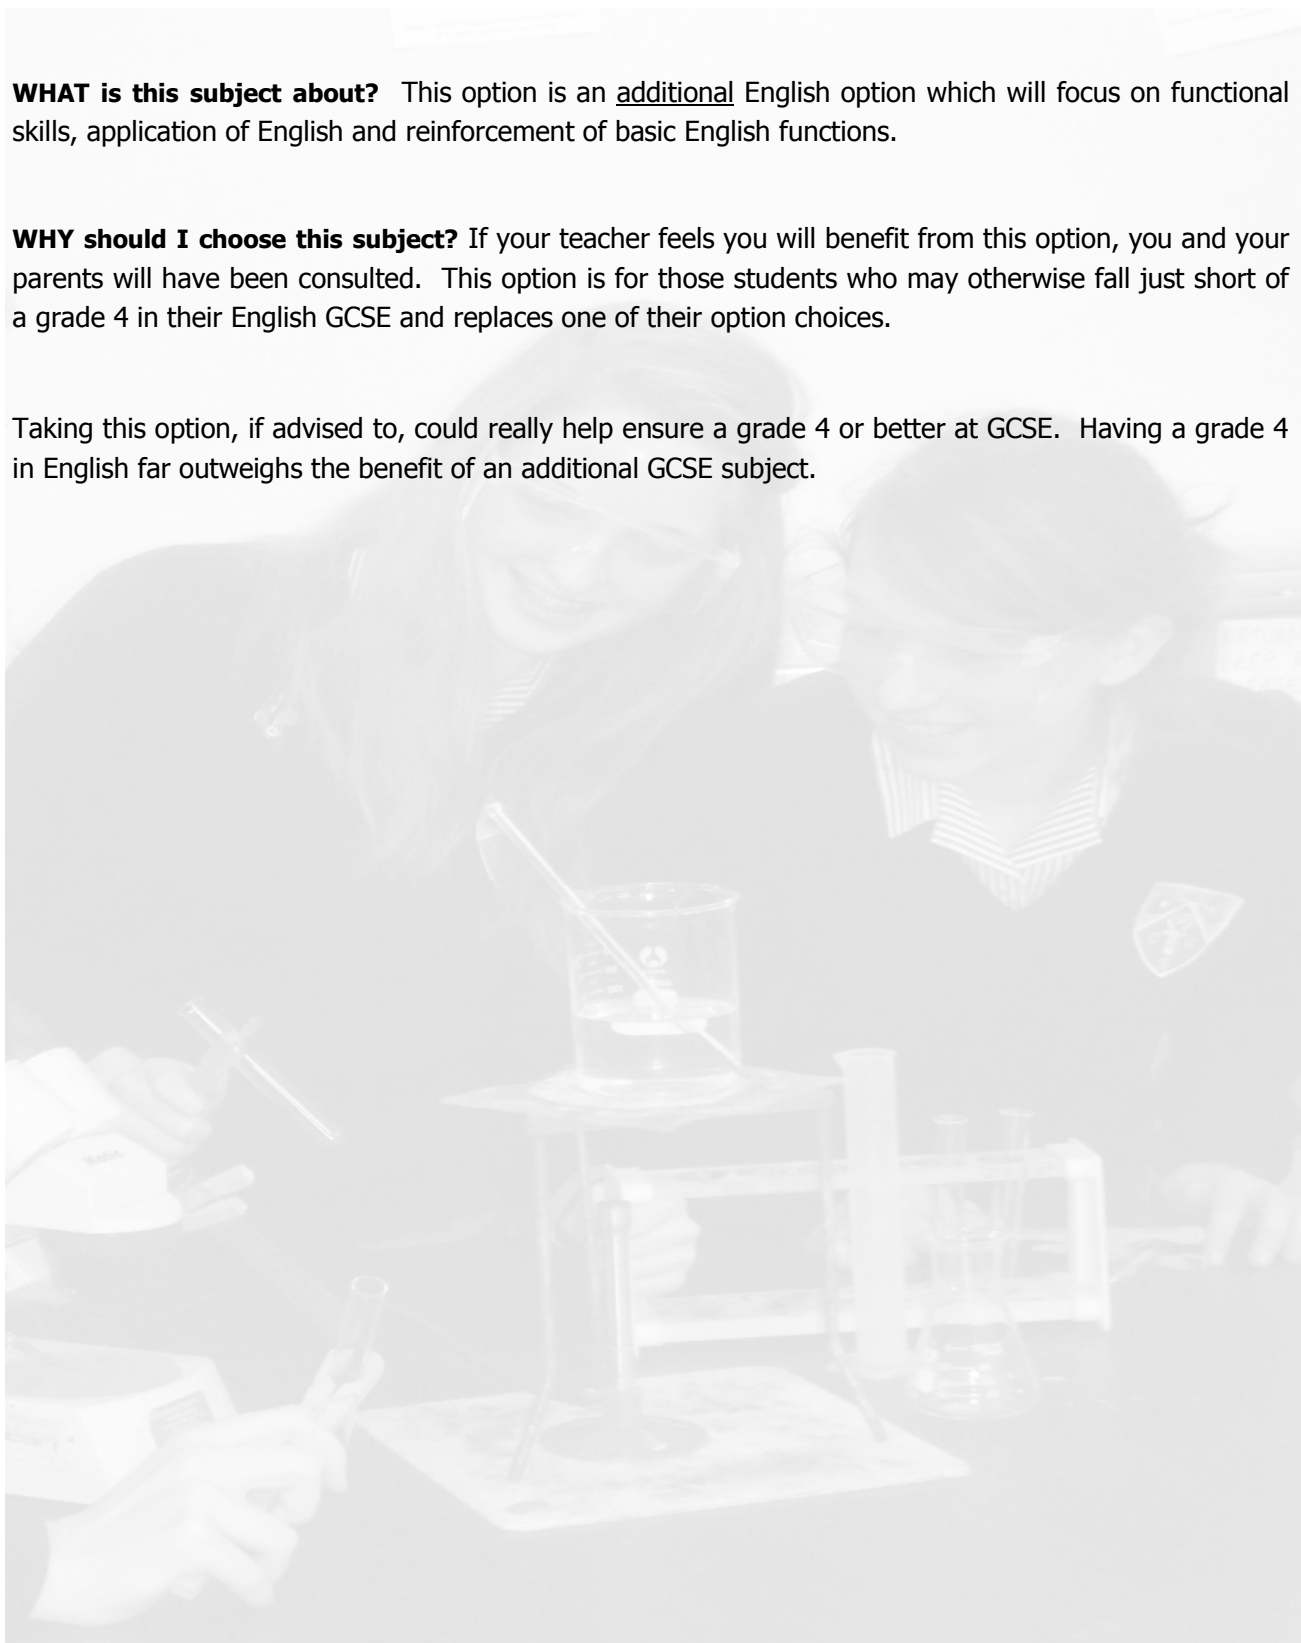 WHAT is this subject about?  This option is an additional English option which will focus on functional
skills, application of English and reinforcement of basic English functions.
WHY should I choose this subject? If your teacher feels you will benefit from this option, you and your
parents will have been consulted.  This option is for those students who may otherwise fall just short of
a grade 4 in their English GCSE and replaces one of their option choices.
Taking this option, if advised to, could really help ensure a grade 4 or better at GCSE.  Having a grade 4
in English far outweighs the benefit of an additional GCSE subject.